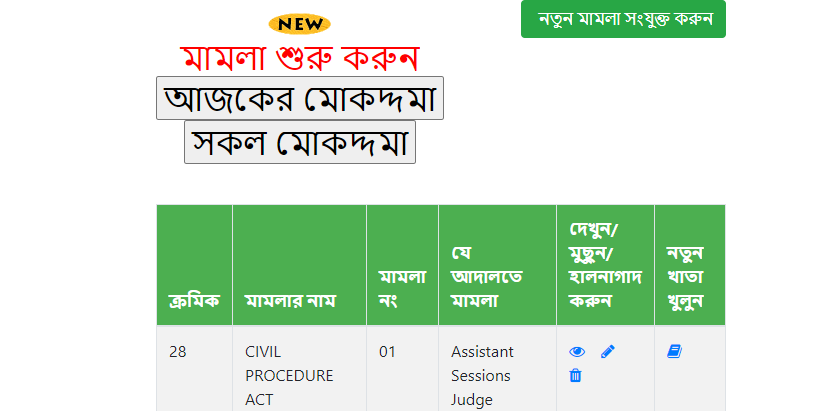 নতুন মামলা সংযুক্ত করুন
NEW
মামলা শুরু করুন
আজকের মোকদ্দমা
সকল মোকদ্দমা
ক্রমিক
মামলার নাম
মামলা
নং
যে
আদালতে
মামলা
দেখুন/
মুছুন/
হালনাগাদ
করুন
নতুন
খাতা
খুলুন
28
CIVIL
PROCEDURE
ACT
01
Assistant
Sessions
Judge